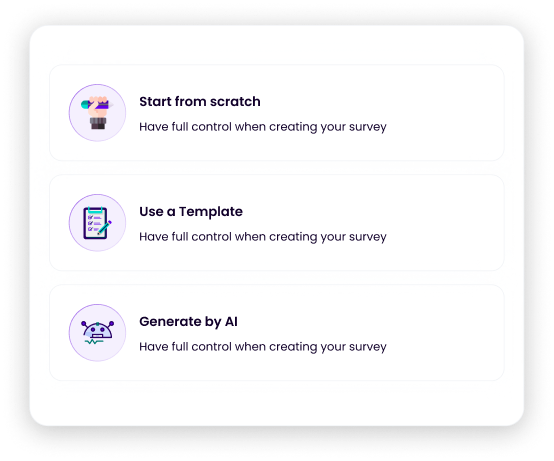 Start from scratch
Have full control when creating your survey
Use a Template
Have full control when creating your survey
Generate by AI
Have full control when creating your survey